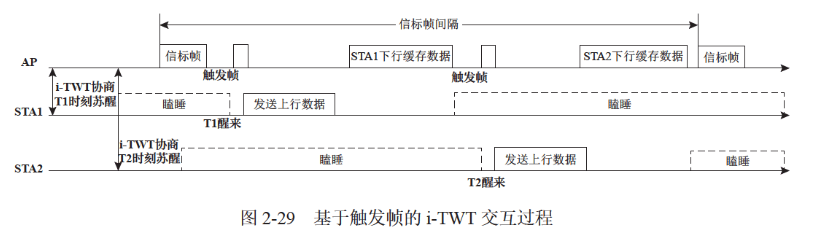 信标帧间隔
AP
信标帧
触发帧
STA1下行缓存数据
触发帧
STA2下行缓存数据
信标帧
i-TWT协商
T1时刻苏醒
STA1
瞌睡
T1醒来
发送上行数据
瞌睡
i-TWT协商
T2时刻苏醒
STA2
瞌睡
T2醒来
发送上行数据
瞌睡
图 2-29 基于触发帧的 i-TWT 交互过程